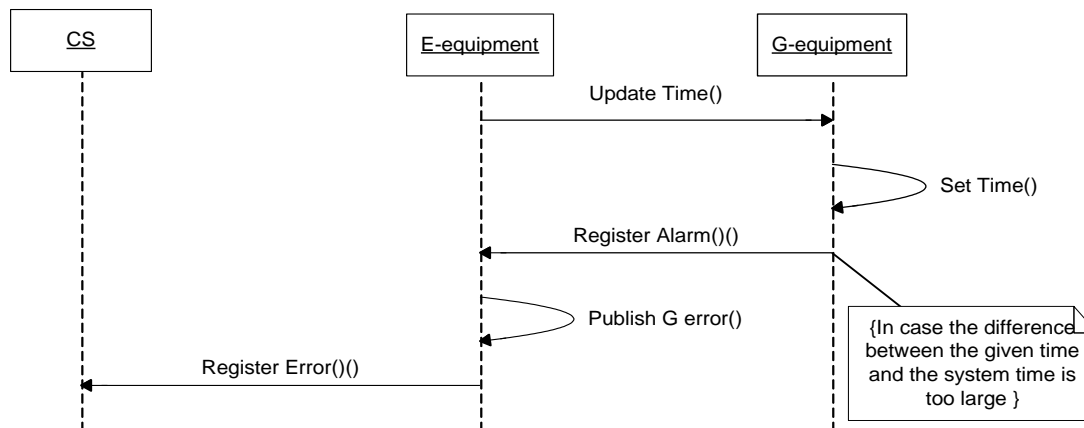 CS
E-equipment
G-equipment
Update Time()
Set Time()
Register Alarm()()
Publish G error()
{In case the difference
between the given time
and the system time is
too large }
Register Error()()